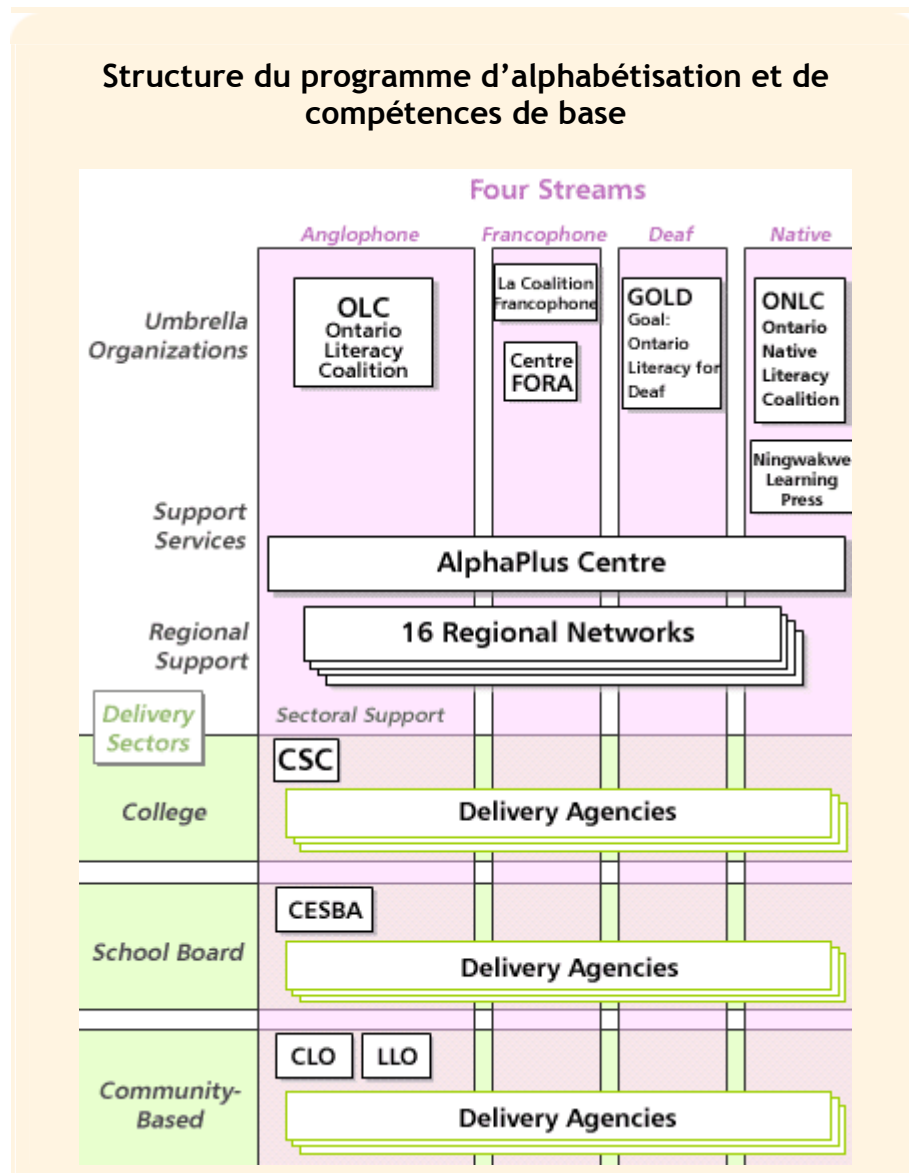 Structure du programme d'alphabétisation et de
compétences de base
Four Streams
Anglophone
Francophone
Deaf
Native
Umbrella
Organizations
OLC
Ontario
Literacy
Coalition
La Coalition
Francophone
Centre
FORA
GOLD
Goal:
Ontario
Literacy for
Deaf
ONLC
Ontario
Native
Literacy
Coalition
Ningwakwe
Learning
Press
Support
Services
AlphaPlus Centre
Regional
Support
16 Regional Networks
Delivery
Sectors
Sectoral Support
College
CSC
Delivery Agencies
School Board
CESBA
Delivery Agencies
Community-
Based
CLO
LLO
Delivery Agencies